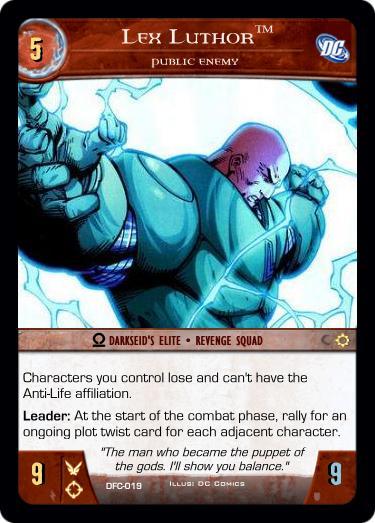 5
LEX LUTHOR™
DC
PUBLIC ENEMY
DARKSEID'S ELITE • REVENGE SQUAD
Characters you control lose and can't have the
Anti-Life affiliation.
Leader: At the start of the combat phase, rally for an
ongoing plot twist card for each adjacent character.
"The man who became the puppet of
the gods. I'll show you balance."
9
DFC-019
ILLUS: DC COMICS
9